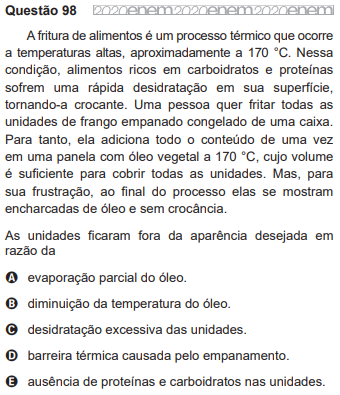 Questão 98 2020enem2020enem2020enem
A fritura de alimentos é um processo térmico que ocorre
a temperaturas altas, aproximadamente a 170 °C. Nessa
condição, alimentos ricos em carboidratos e proteínas
sofrem uma rápida desidratação em sua superfície,
tornando-a crocante. Uma pessoa quer fritar todas as
unidades de frango empanado congelado de uma caixa.
Para tanto, ela adiciona todo o conteúdo de uma vez
em uma panela com óleo vegetal a 170 °C, cujo volume
é suficiente para cobrir todas as unidades. Mas, para
sua frustração, ao final do processo elas se mostram
encharcadas de óleo e sem crocância.
As unidades ficaram fora da aparência desejada em
razão da
A evaporação parcial do óleo.
B diminuição da temperatura do óleo.
C desidratação excessiva das unidades.
D barreira térmica causada pelo empanamento.
E ausência de proteínas e carboidratos nas unidades.